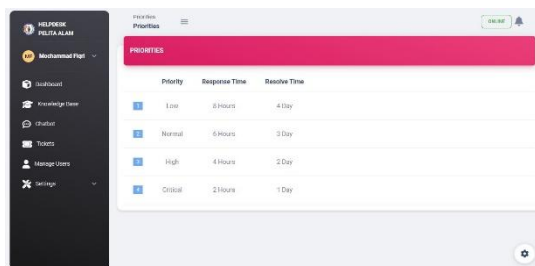 HELPDESK
PELITA ALAM
MF Mochammad Fiqri
Dashboard
Knowledge Base
Chatbot
Tickets
Manage Users
Settings
Priorities
Priorities
ONLINE
PRIORITIES
Priority Response Time Resolve Time
1 Low 8 Hours 4 Day
2 Normal 6 Hours 3 Day
3 High 4 Hours 2 Day
4 Critical 2 Hours 1 Day